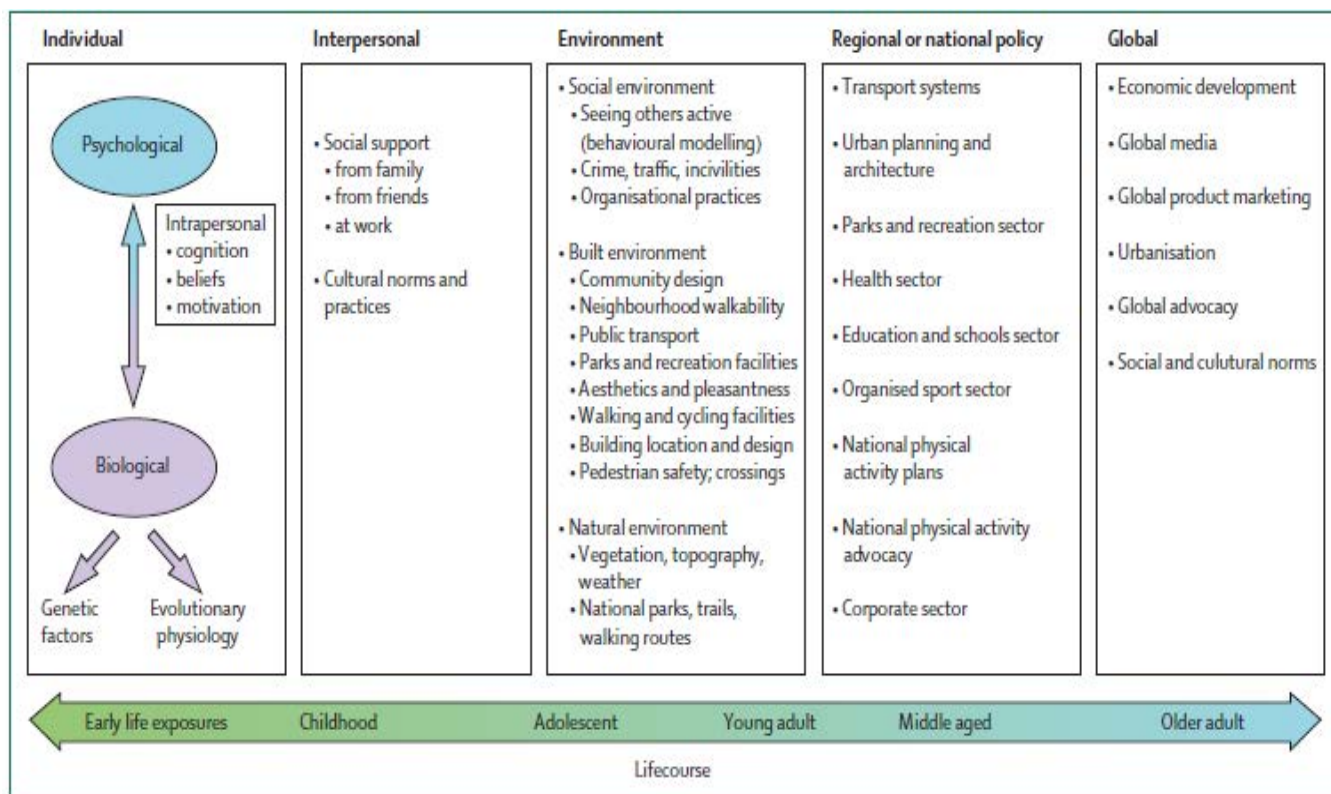 Individual
Psychological
Intrapersonal
• cognition
• beliefs
• motivation
Biological
Genetic
factors
Evolutionary
physiology
Interpersonal
• Social support
• from family
• from friends
• at work
• Cultural norms and
practices
Environment
• Social environment
• Seeing others active
(behavioural modelling)
• Crime, traffic, incivilities
• Organisational practices
• Built environment
• Community design
• Neighbourhood walkability
• Public transport
• Parks and recreation facilities
• Aesthetics and pleasantness
• Walking and cycling facilities
• Building location and design
• Pedestrian safety; crossings
• Natural environment
• Vegetation, topography,
weather
• National parks, trails,
walking routes
Regional or national policy
• Transport systems
• Urban planning and
architecture
• Parks and recreation sector
• Health sector
• Education and schools sector
• Organised sport sector
• National physical
activity plans
• National physical activity
advocacy
• Corporate sector
Global
• Economic development
• Global media
• Global product marketing
• Urbanisation
• Global advocacy
• Social and culutural norms
Early life exposures
Childhood
Adolescent
Young adult
Middle aged
Older adult
Lifecourse